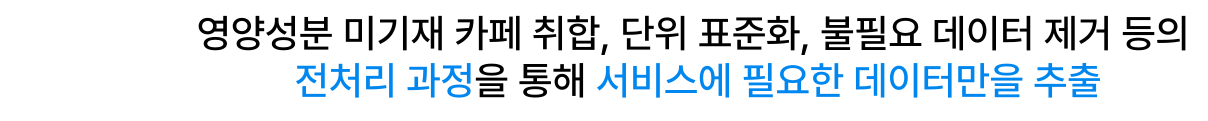 영양성분 미기재 카페 취합, 단위 표준화, 불필요 데이터 제거 등의
전처리 과정을 통해 서비스에 필요한 데이터만을 추출